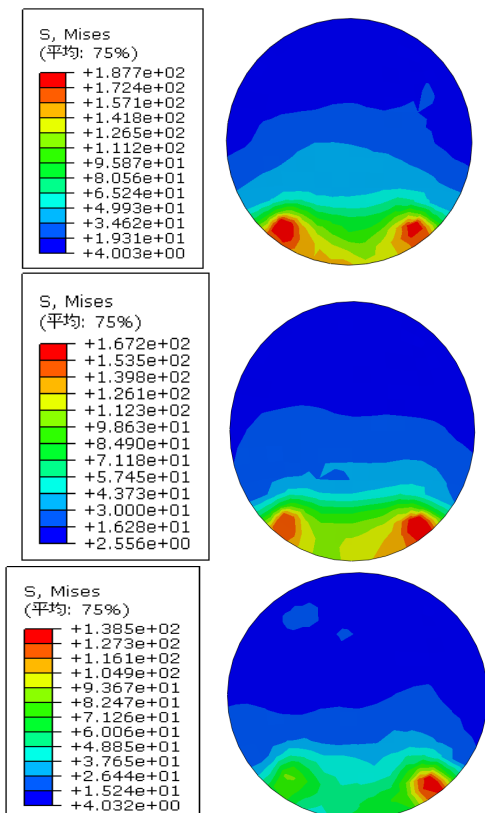 S, Mises
(平均: 75%)
+1.877e+02
+1.724e+02
+1.571e+02
+1.418e+02
+1.265e+02
+1.112e+02
+9.587e+01
+8.056e+01
+6.524e+01
+4.993e+01
+3.462e+01
+1.931e+01
+4.003e+00
S, Mises
(平均: 75%)
+1.672e+02
+1.535e+02
+1.398e+02
+1.261e+02
+1.123e+02
+9.863e+01
+8.490e+01
+7.118e+01
+5.745e+01
+4.373e+01
+3.000e+01
+1.628e+01
+2.556e+00
S, Mises
(平均: 75%)
+1.385e+02
+1.273e+02
+1.161e+02
+1.049e+02
+9.367e+01
+8.247e+01
+7.126e+01
+6.006e+01
+4.885e+01
+3.765e+01
+2.644e+01
+1.524e+01
+4.032e+00